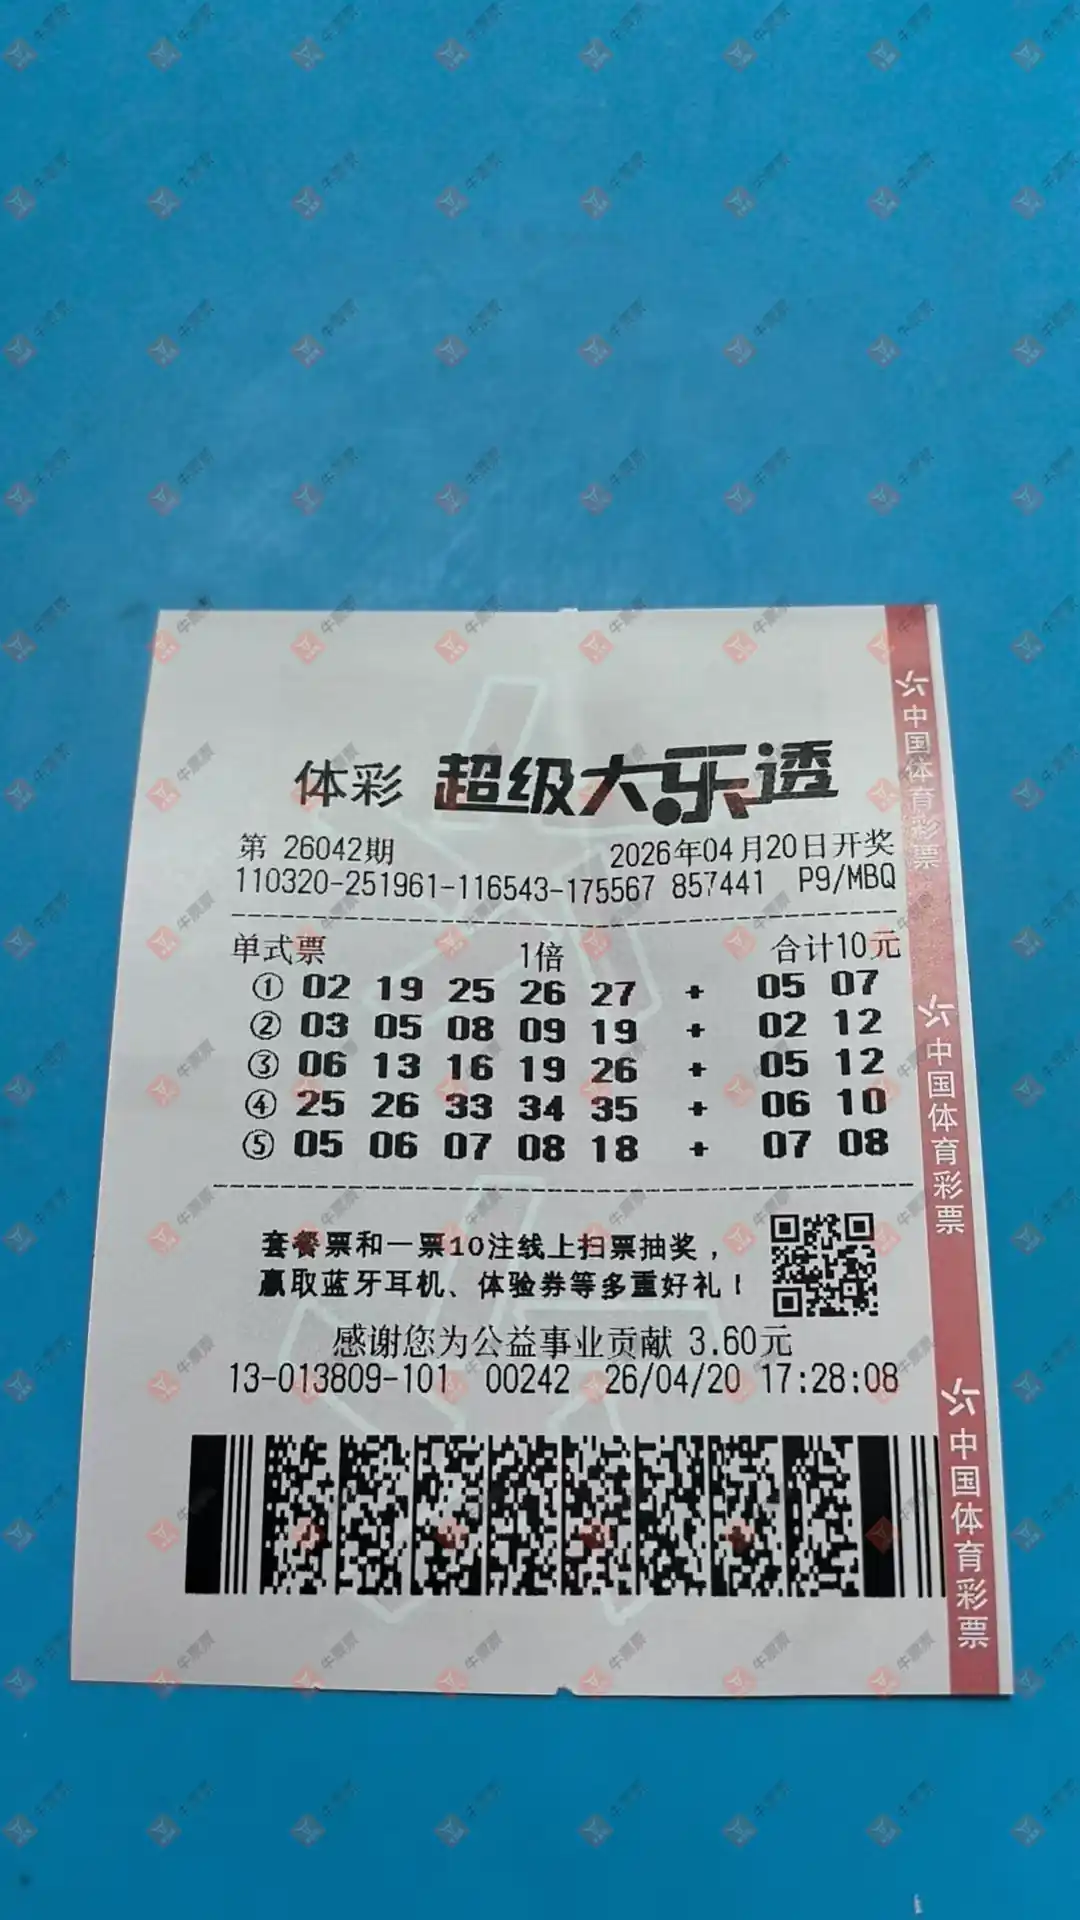 体彩 超级大乐透
第 26042期 2026年04月20日开奖
110320-251961-116543-175567 857441 P9/MBQ
单式票 1倍 合计10元
① 02 19 25 26 27 + 05 07
② 03 05 08 09 19 + 02 12
③ 06 13 16 19 26 + 05 12
④ 25 26 33 34 35 + 06 10
⑤ 05 06 07 08 18 + 07 08
套餐票和一票10注线上扫票抽奖，
赢取蓝牙耳机、体验券等多重好礼！
感谢您为公益事业贡献 3.60元
13-013809-101 00242 26/04/20 17:28:08
中国体育彩票
中国体育彩票
中国体育彩票